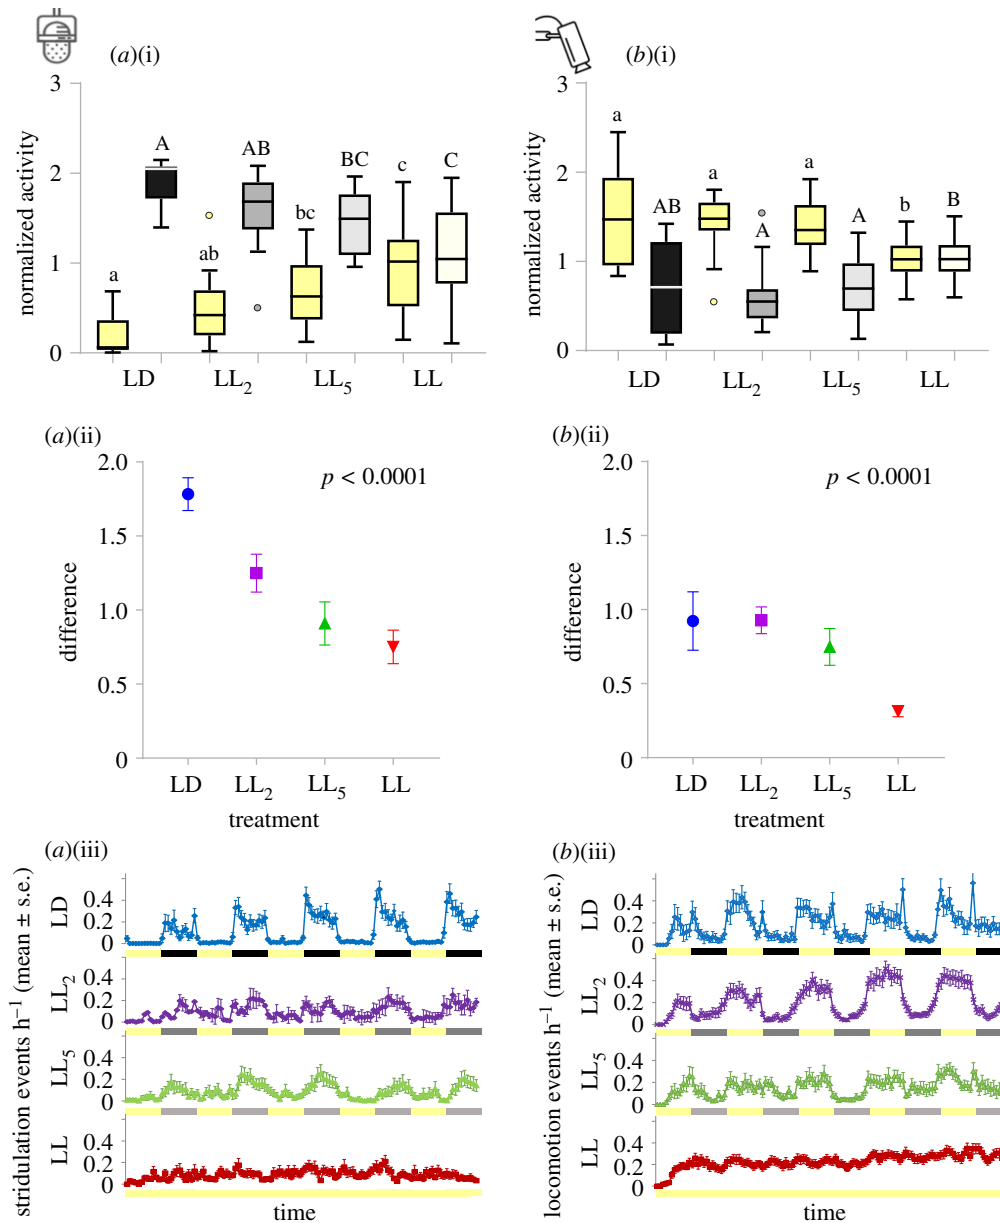 (a)(i)
3
2
1
0
normalized activity
a
A
ab
AB
bc
BC
c
C
LD
LL2
LL5
LL
(b)(i)
3
2
1
0
normalized activity
a
AB
a
A
a
A
b
B
LD
LL2
LL5
LL
(a)(ii)
2.0
1.5
1.0
0.5
0
difference
p < 0.0001
LD
LL2
LL5
LL
treatment
(b)(ii)
2.0
1.5
1.0
0.5
0
difference
p < 0.0001
LD
LL2
LL5
LL
treatment
(a)(iii)
stridulation events h−1 (mean ± s.e.)
LD
0.4
0.2
0
LL2
0.4
0.2
0
LL5
0.4
0.2
0
LL
0.4
0.2
0
time
(b)(iii)
locomotion events h−1 (mean ± s.e.)
LD
0.4
0.2
0
LL2
0.4
0.2
0
LL5
0.4
0.2
0
LL
0.4
0.2
0
time